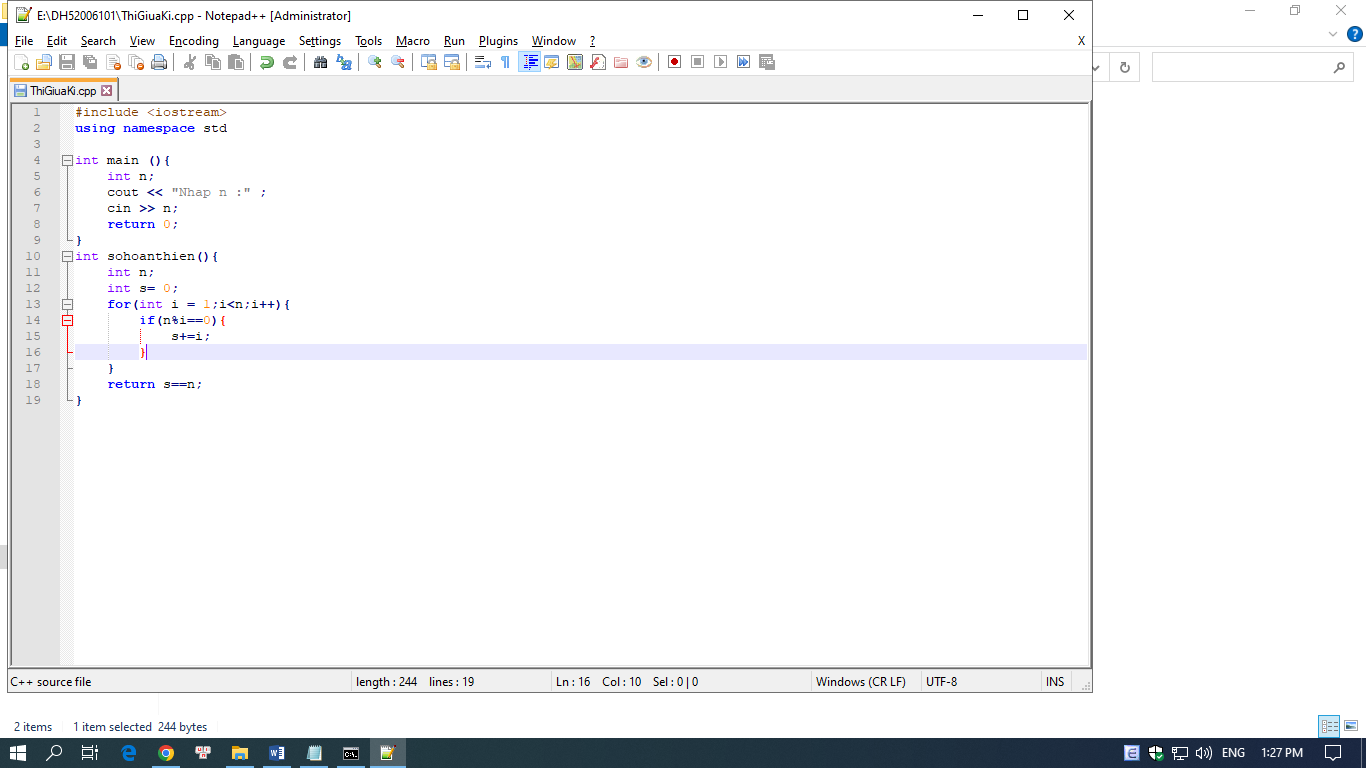 E:\DH52006101\ThiGiuaKi.cpp - Notepad++ [Administrator]
File Edit Search View Encoding Language Settings Tools Macro Run Plugins Window ? X
ThiGiuaKi.cpp
1 #include <iostream>
2 using namespace std
3
4 int main (){
5 int n;
6 cout << "Nhap n :" ;
7 cin >> n;
8 return 0;
9 }
10 int sohoanthien(){
11 int n;
12 int s= 0;
13 for(int i = 1;i<n;i++){
14 if(n%i==0){
15 s+=i;
16 }
17 }
18 return s==n;
19 }
C++ source file length : 244 lines : 19 Ln : 16 Col : 10 Sel : 0 | 0 Windows (CR LF) UTF-8 INS
2 items 1 item selected 244 bytes
ENG 1:27 PM